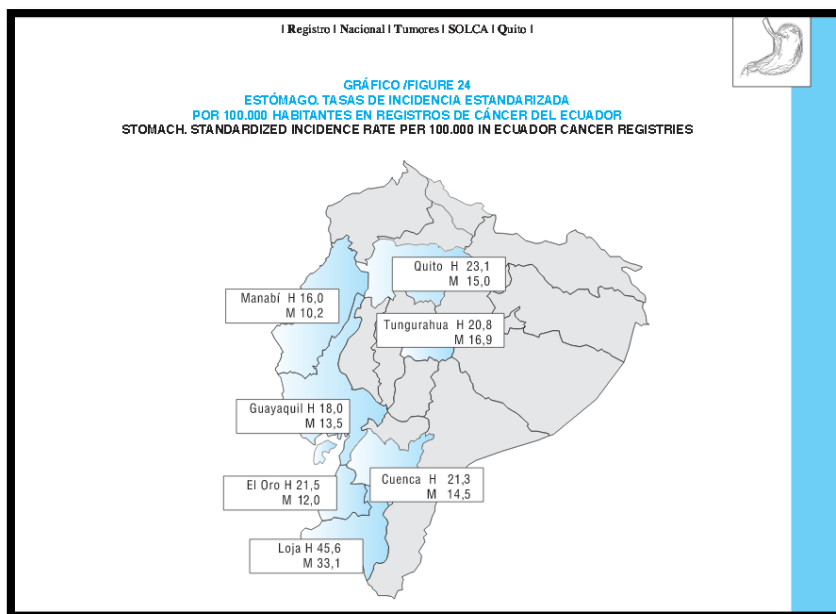 | Registro | Nacional | Tumores | SOLCA | Quito |
GRÁFICO /FIGURE 24
ESTÓMAGO. TASAS DE INCIDENCIA ESTANDARIZADA
POR 100.000 HABITANTES EN REGISTROS DE CÁNCER DEL ECUADOR
STOMACH. STANDARDIZED INCIDENCE RATE PER 100.000 IN ECUADOR CANCER REGISTRIES
Quito H 23,1
M 15,0
Manabí H 16,0
M 10,2
Tungurahua H 20,8
M 16,9
Guayaquil H 18,0
M 13,5
Cuenca H 21,3
M 14,5
El Oro H 21,5
M 12,0
Loja H 45,6
M 33,1